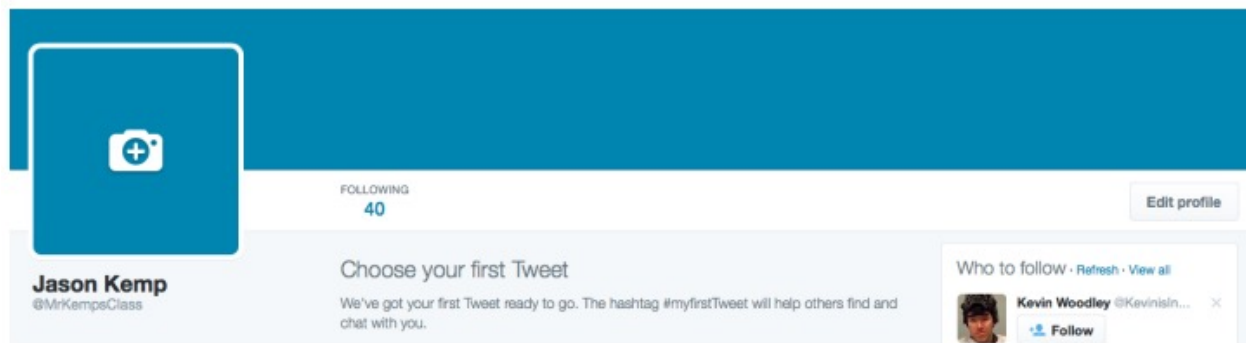 FOLLOWING
40
Edit profile
Jason Kemp
@MrKempsClass
Choose your first Tweet
We've got your first Tweet ready to go. The hashtag #myfirstTweet will help others find and
chat with you.
Who to follow · Refresh · View all
Kevin Woodley @KevinisIn...
Follow